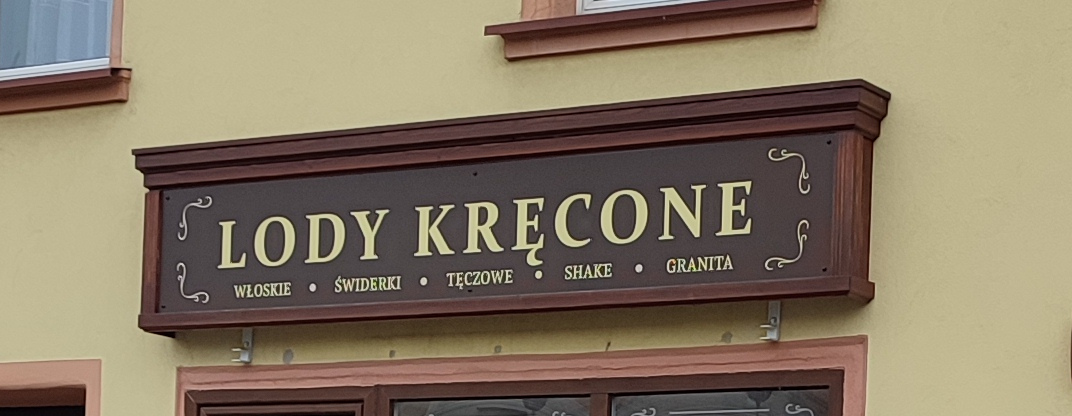 LODY KRĘCONE
WŁOSKIE • ŚWIDERKI • TĘCZOWE • SHAKE • GRANITA